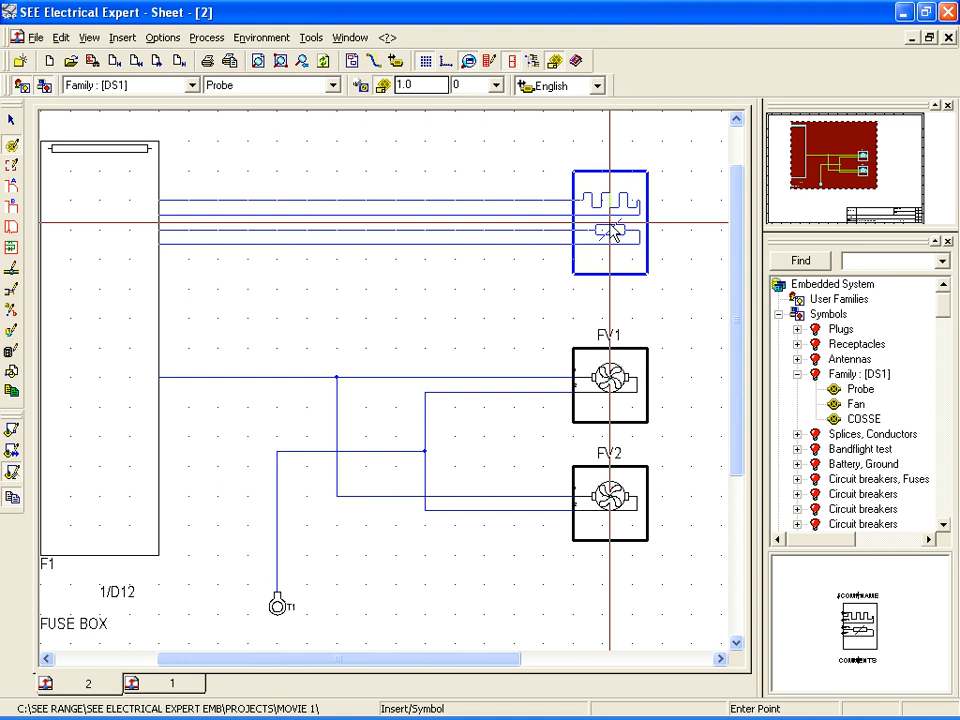 SEE Electrical Expert - Sheet - [2]
File Edit View Insert Options Process Environment Tools Window <?>
Family : [DS1] Probe 1.0 0 English
Find
Embedded System
User Families
Symbols
Plugs
Receptacles
Antennas
Family : [DS1]
Probe
Fan
COSSE
Splices, Conductors
Bandflight test
Battery, Ground
Circuit breakers, Fuses
Circuit breakers
Circuit breakers
Circuit breakers
FV1
FV2
F1
1/D12
T1
FUSE BOX
COMMENTS
2 1
C:\SEE RANGE\SEE ELECTRICAL EXPERT EMB\PROJECTS\MOVIE 1\ Insert/Symbol Enter Point